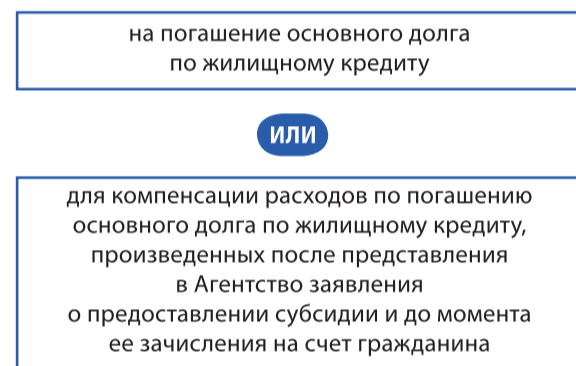 на погашение основного долга
по жилищному кредиту
ИЛИ
для компенсации расходов по погашению
основного долга по жилищному кредиту,
произведенных после представления
в Агентство заявления
о предоставлении субсидии и до момента
ее зачисления на счет гражданина